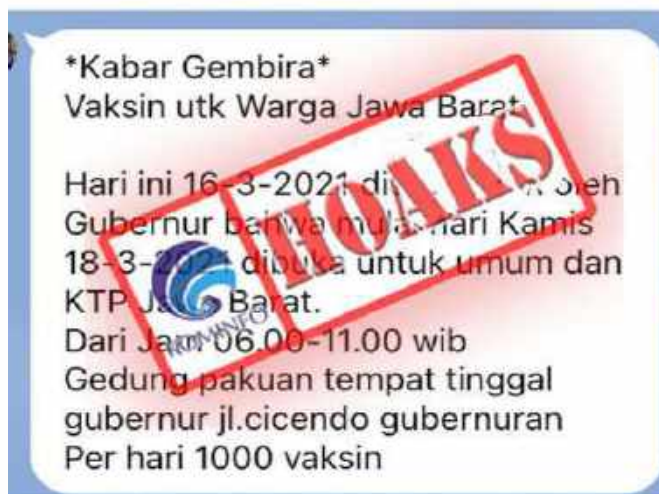 *Kabar Gembira*
Vaksin utk Warga Jawa Barat
Hari ini 16-3-2021 oleh
Gubernur bahwa mulai hari Kamis
18-3-2021 dibuka untuk umum dan
KTP Jawa Barat.
Dari Jam 06.00-11.00 wib
Gedung pakuan tempat tinggal
gubernur jl.cicendo gubernuran
Per hari 1000 vaksin
HOAKS
KOMINFO